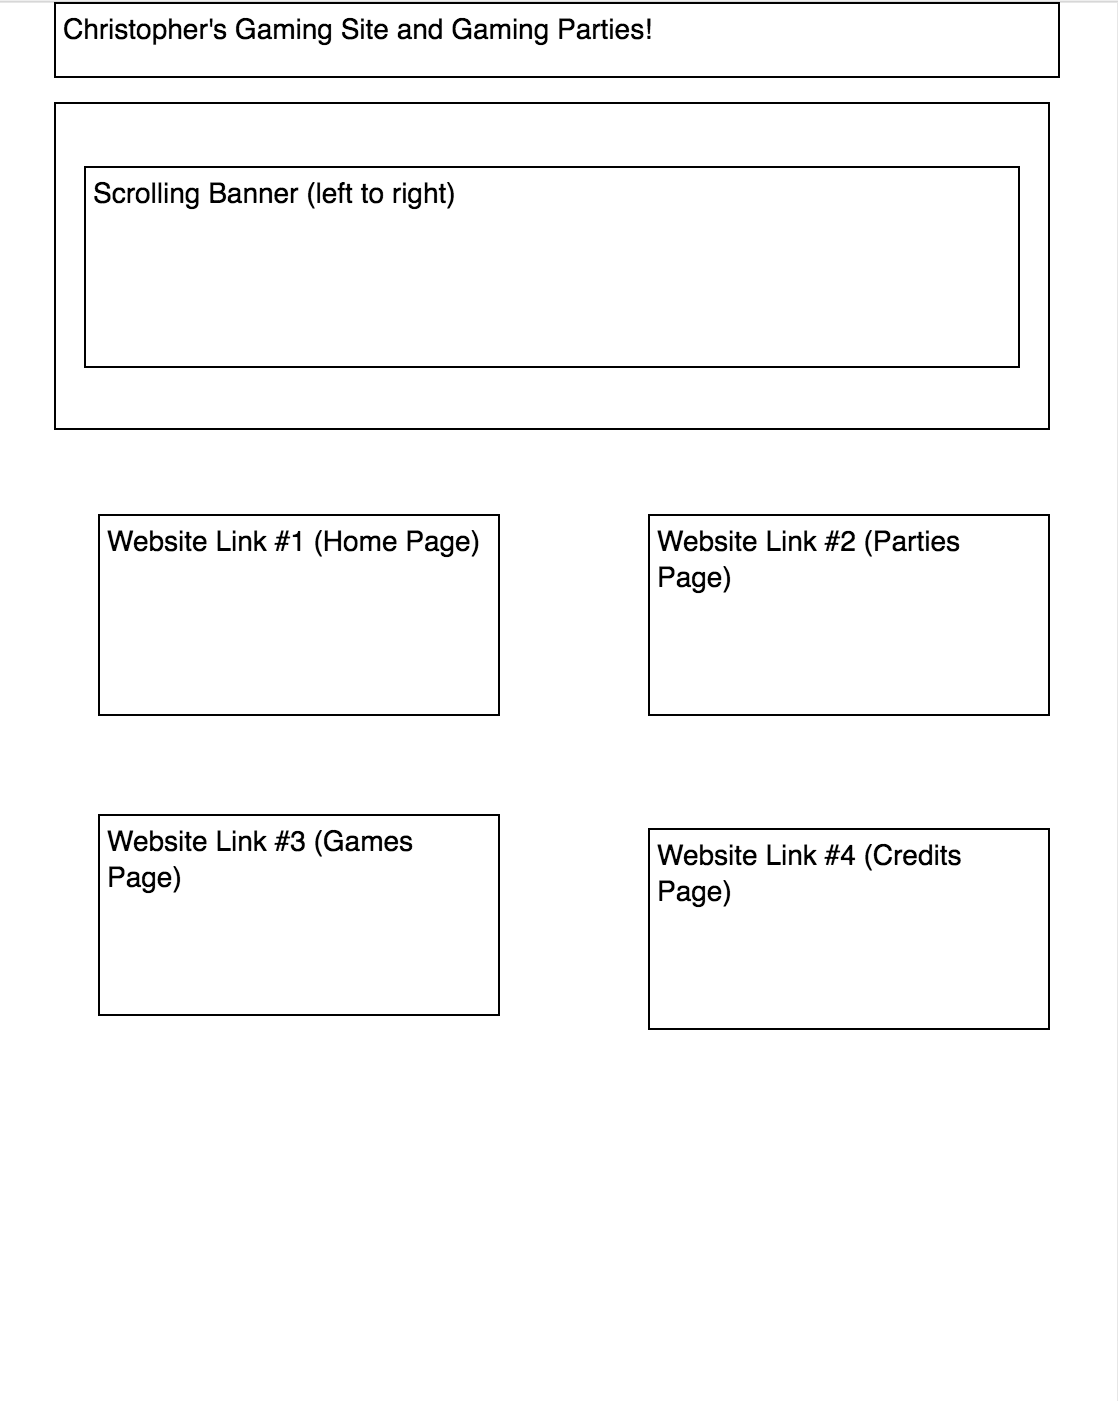 Christopher's Gaming Site and Gaming Parties!
Scrolling Banner (left to right)
Website Link #1 (Home Page)
Website Link #2 (Parties
Page)
Website Link #3 (Games
Page)
Website Link #4 (Credits
Page)